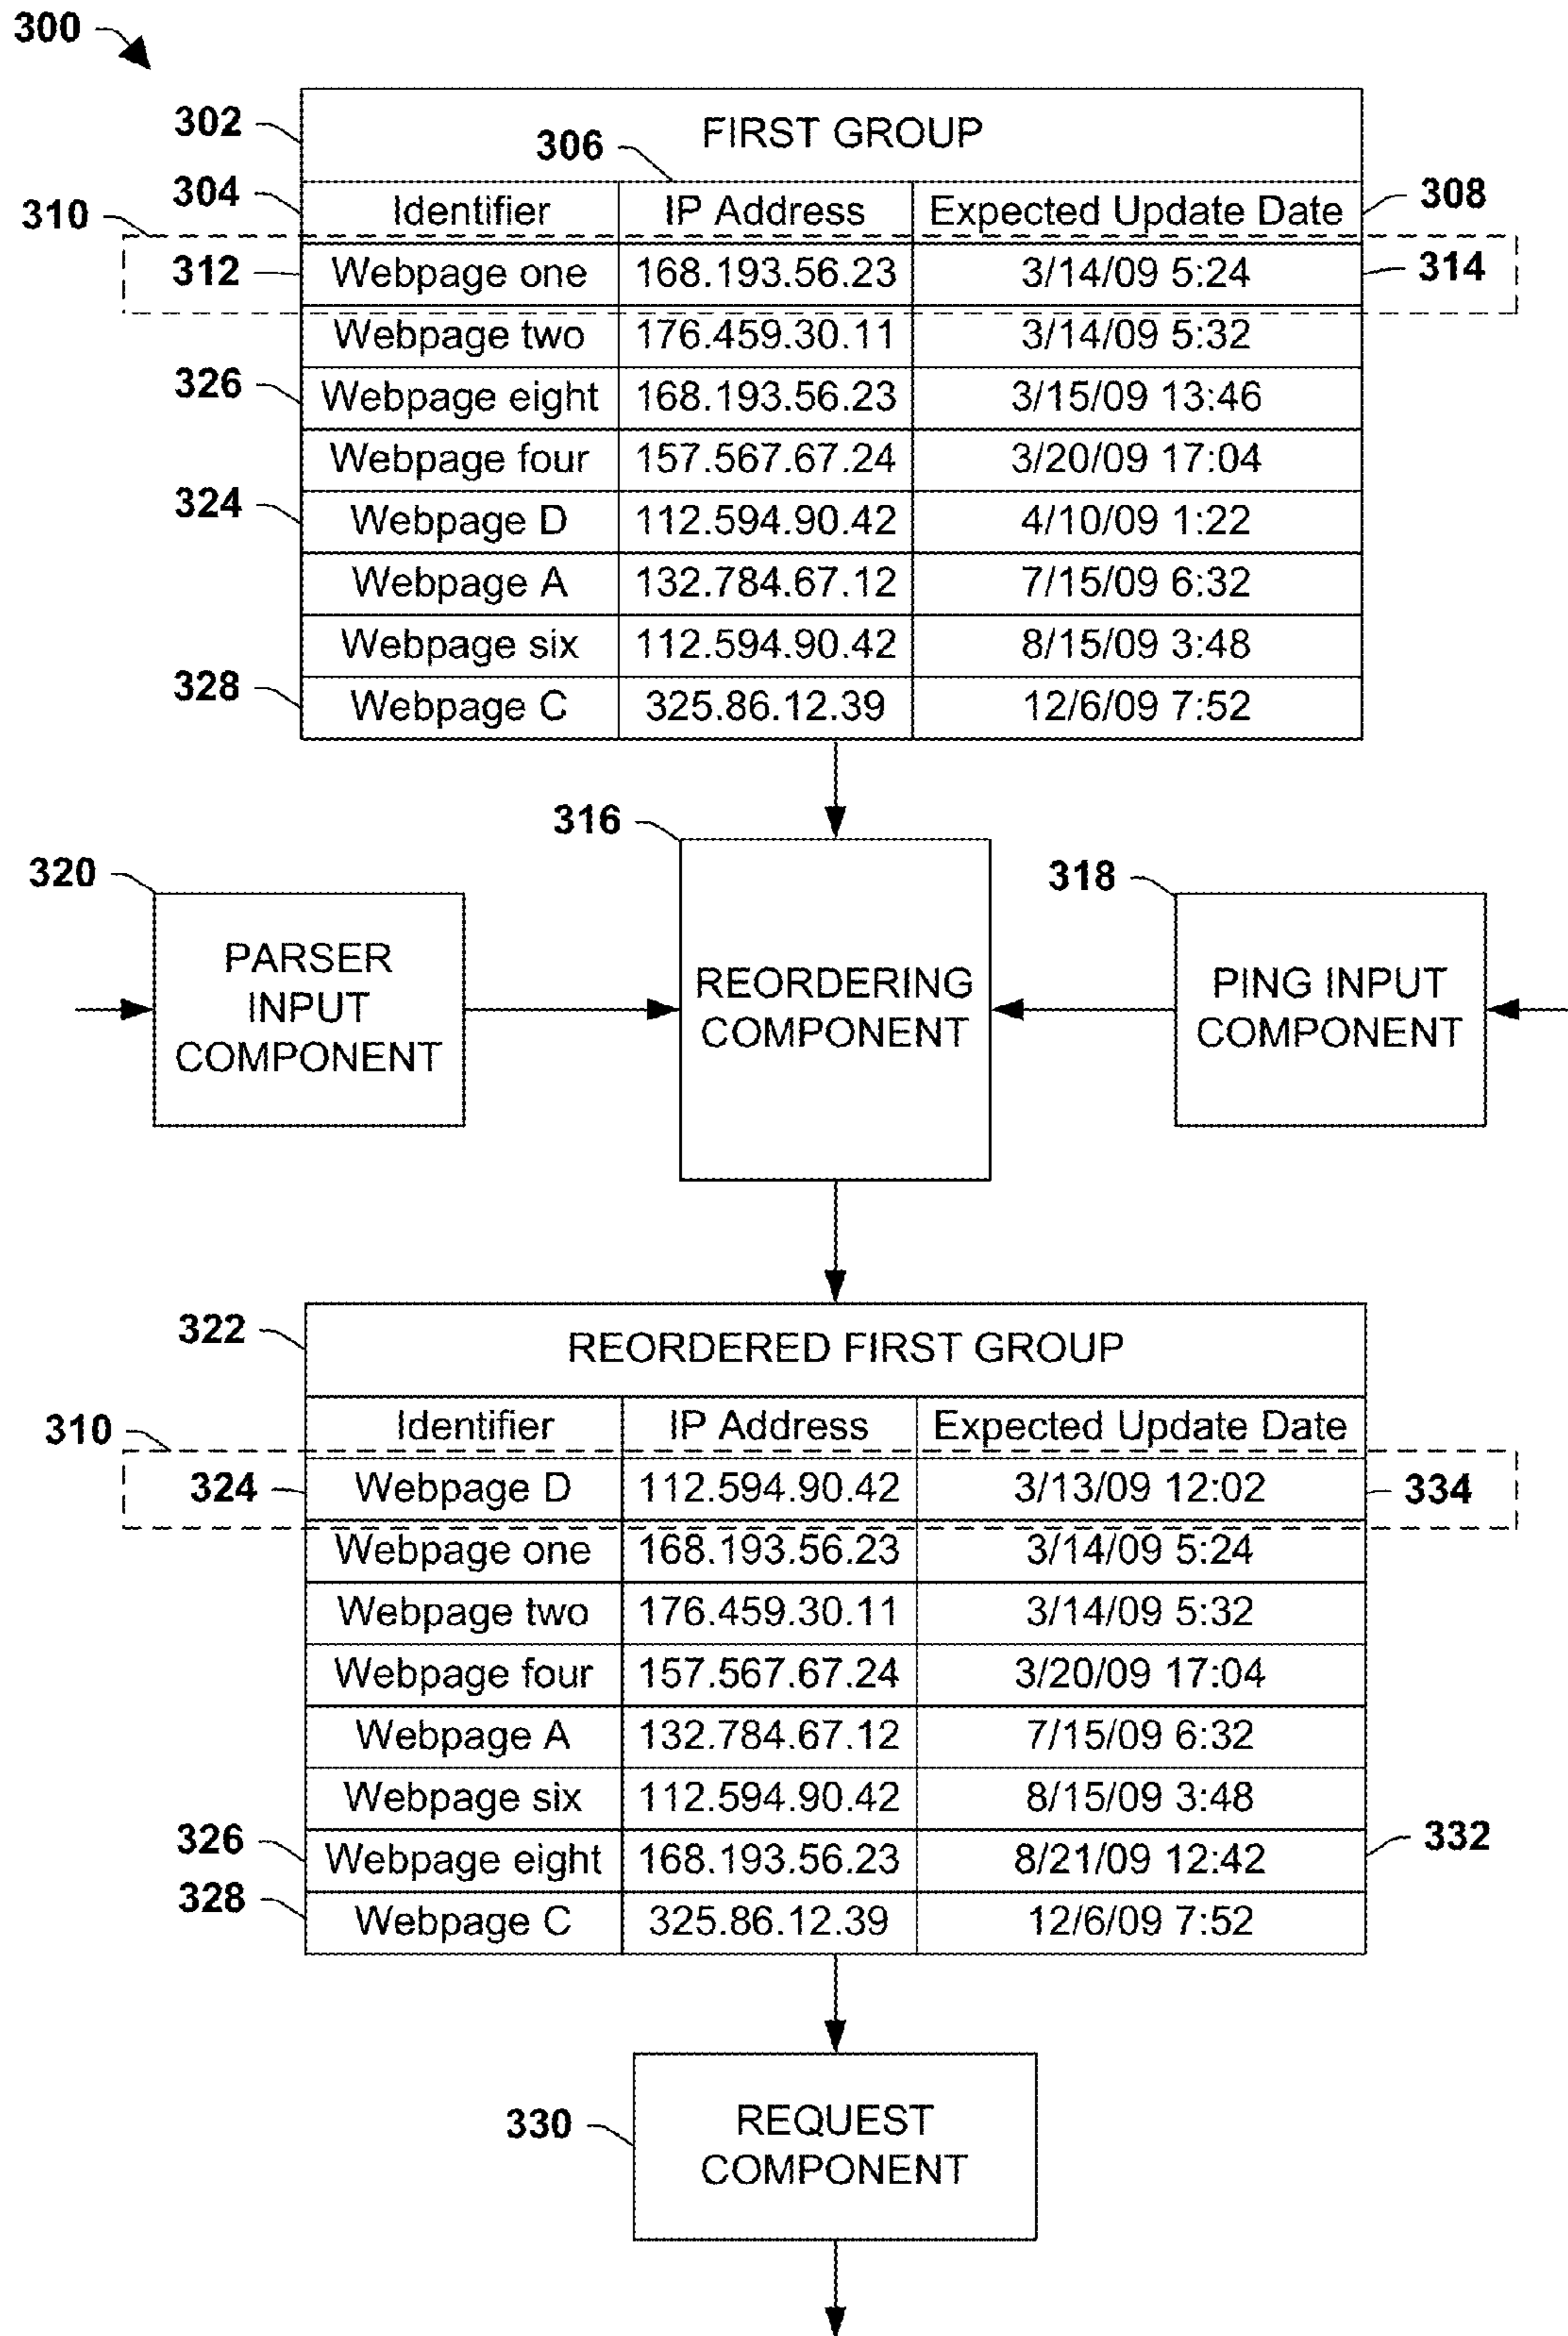 300
302
FIRST GROUP
306
304
Identifier IP Address Expected Update Date
308
310
312 Webpage one 168.193.56.23 3/14/09 5:24 314
Webpage two 176.459.30.11 3/14/09 5:32
326 Webpage eight 168.193.56.23 3/15/09 13:46
Webpage four 157.567.67.24 3/20/09 17:04
324 Webpage D 112.594.90.42 4/10/09 1:22
Webpage A 132.784.67.12 7/15/09 6:32
Webpage six 112.594.90.42 8/15/09 3:48
328 Webpage C 325.86.12.39 12/6/09 7:52
316
320
318
PARSER
INPUT
COMPONENT
REORDERING
COMPONENT
PING INPUT
COMPONENT
322
REORDERED FIRST GROUP
Identifier IP Address Expected Update Date
310
324 Webpage D 112.594.90.42 3/13/09 12:02 334
Webpage one 168.193.56.23 3/14/09 5:24
Webpage two 176.459.30.11 3/14/09 5:32
Webpage four 157.567.67.24 3/20/09 17:04
Webpage A 132.784.67.12 7/15/09 6:32
Webpage six 112.594.90.42 8/15/09 3:48
326 Webpage eight 168.193.56.23 8/21/09 12:42 332
328 Webpage C 325.86.12.39 12/6/09 7:52
330
REQUEST
COMPONENT